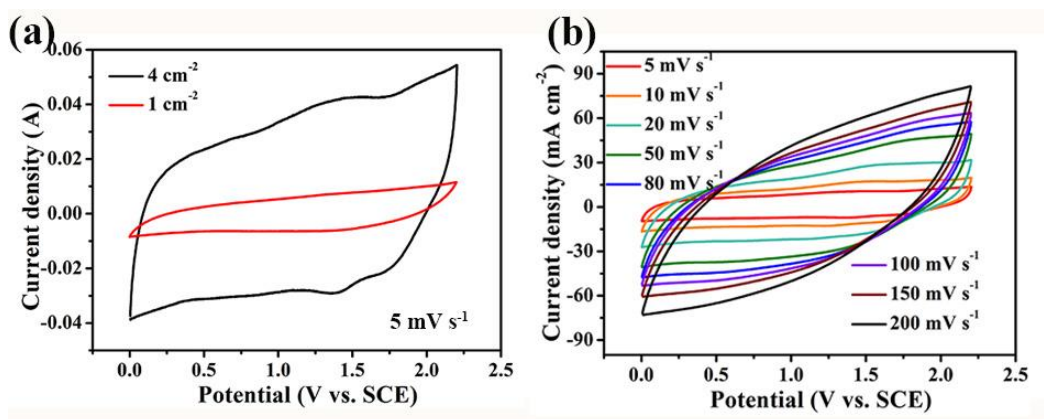 (a)
0.06
0.04
0.02
0.00
-0.02
-0.04
Current density (A)
4 cm⁻²
1 cm⁻²
5 mV s⁻¹
0.0 0.5 1.0 1.5 2.0 2.5
Potential (V vs. SCE)
(b)
90
60
30
0
-30
-60
-90
Current density (mA cm⁻²)
5 mV s⁻¹
10 mV s⁻¹
20 mV s⁻¹
50 mV s⁻¹
80 mV s⁻¹
100 mV s⁻¹
150 mV s⁻¹
200 mV s⁻¹
0.0 0.5 1.0 1.5 2.0 2.5
Potential (V vs. SCE)